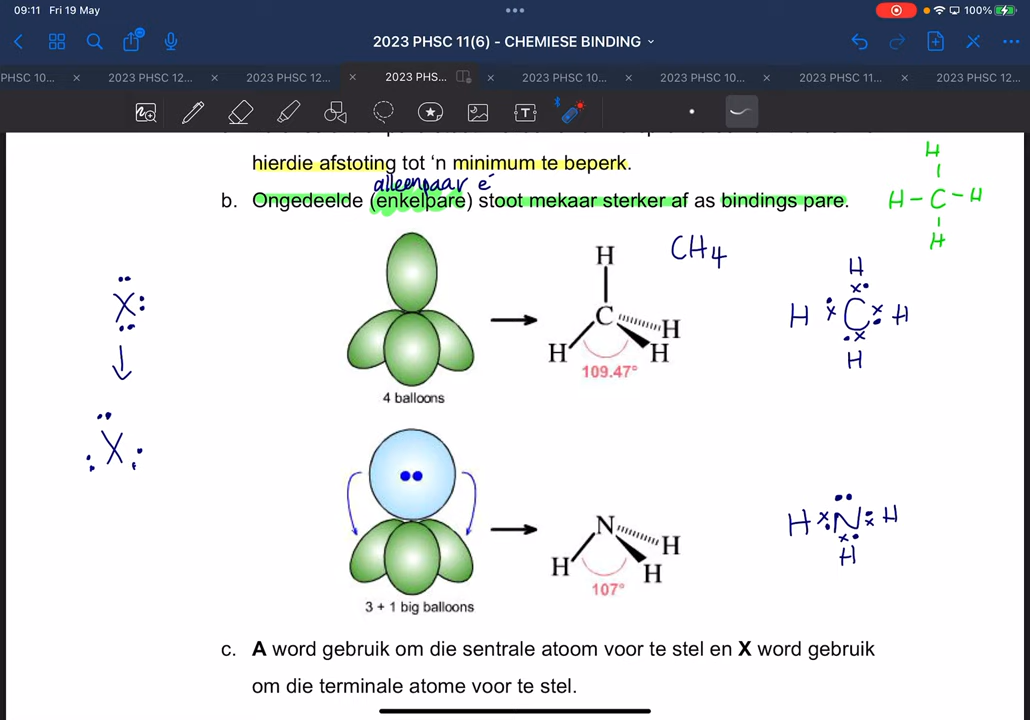 09:11 Fri 19 May
100%
2023 PHSC 11(6) - CHEMIESE BINDING
PHSC 10...
2023 PHSC 12...
2023 PHSC 12...
2023 PHS...
2023 PHSC 10...
2023 PHSC 10...
2023 PHSC 11...
2023 PHSC 12...
hierdie afstoting tot 'n minimum te beperk.
alleenpaar é
b. Ongedeelde (enkelpare) stoot mekaar sterker af as bindings pare.
H
H - C - H
H
CH4
H
C
H
H
H
109.47°
4 balloons
H
H C H
H
X
X
N
H
H
H
107°
3 + 1 big balloons
H N H
H
c. A word gebruik om die sentrale atoom voor te stel en X word gebruik
om die terminale atome voor te stel.